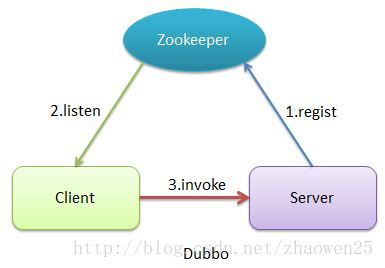 Zookeeper
2.listen
1.regist
Client
3.invoke
Server
Dubbo
http://blog.csdn.net/zhaowen25